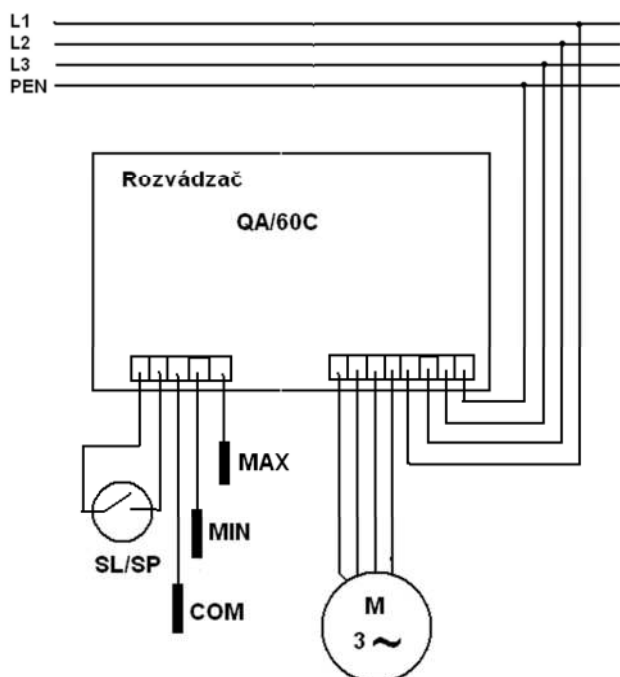 L1
L2
L3
PEN
Rozvádzač
QA/60C
MAX
MIN
SL/SP
COM
M
3 ~